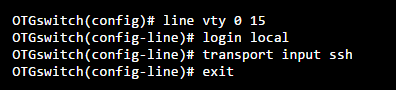 OTGswitch(config)# line vty 0 15
OTGswitch(config-line)# login local
OTGswitch(config-line)# transport input ssh
OTGswitch(config-line)# exit